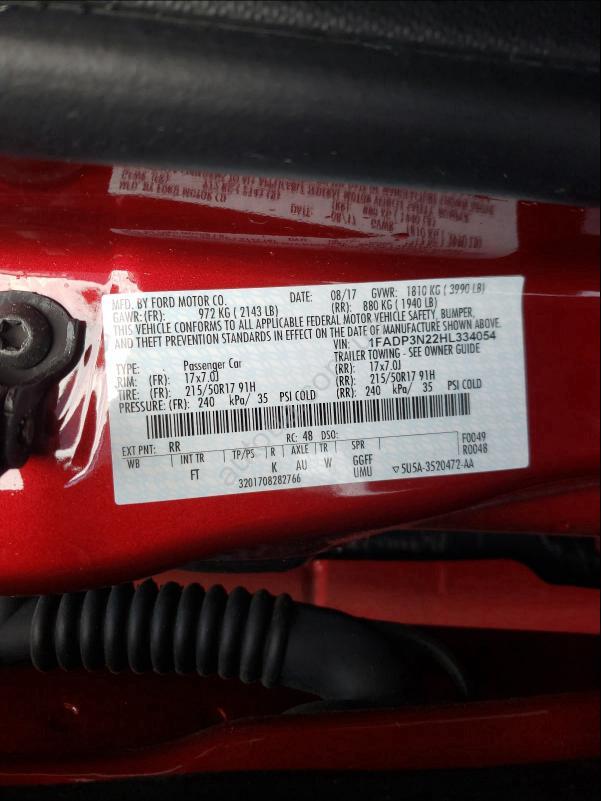 MFD. BY FORD MOTOR CO. DATE: 08/17 GVWR: 1810 KG ( 3990 LB)
GAWR:(FR): 972 KG ( 2143 LB) (RR): 880 KG ( 1940 LB)
THIS VEHICLE CONFORMS TO ALL APPLICABLE FEDERAL MOTOR VEHICLE SAFETY, BUMPER,
AND THEFT PREVENTION STANDARDS IN EFFECT ON THE DATE OF MANUFACTURE SHOWN ABOVE.
VIN: 1FADP3N22HL334054
TYPE: Passenger Car TRAILER TOWING - SEE OWNER GUIDE
RIM: (FR): 17x7.0J (RR): 17x7.0J
TIRE: (FR): 215/50R17 91H (RR): 215/50R17 91H
PRESSURE: (FR): 240 kPa/ 35 PSI COLD (RR): 240 kPa/ 35 PSI COLD
EXT PNT: RR RC: 48 DSO: F0049
WB INT TR TP/PS R AXLE TR SPR R0048
FT K AU W GGFF
UMU ▽5U5A-3520472-AA
3201708282766